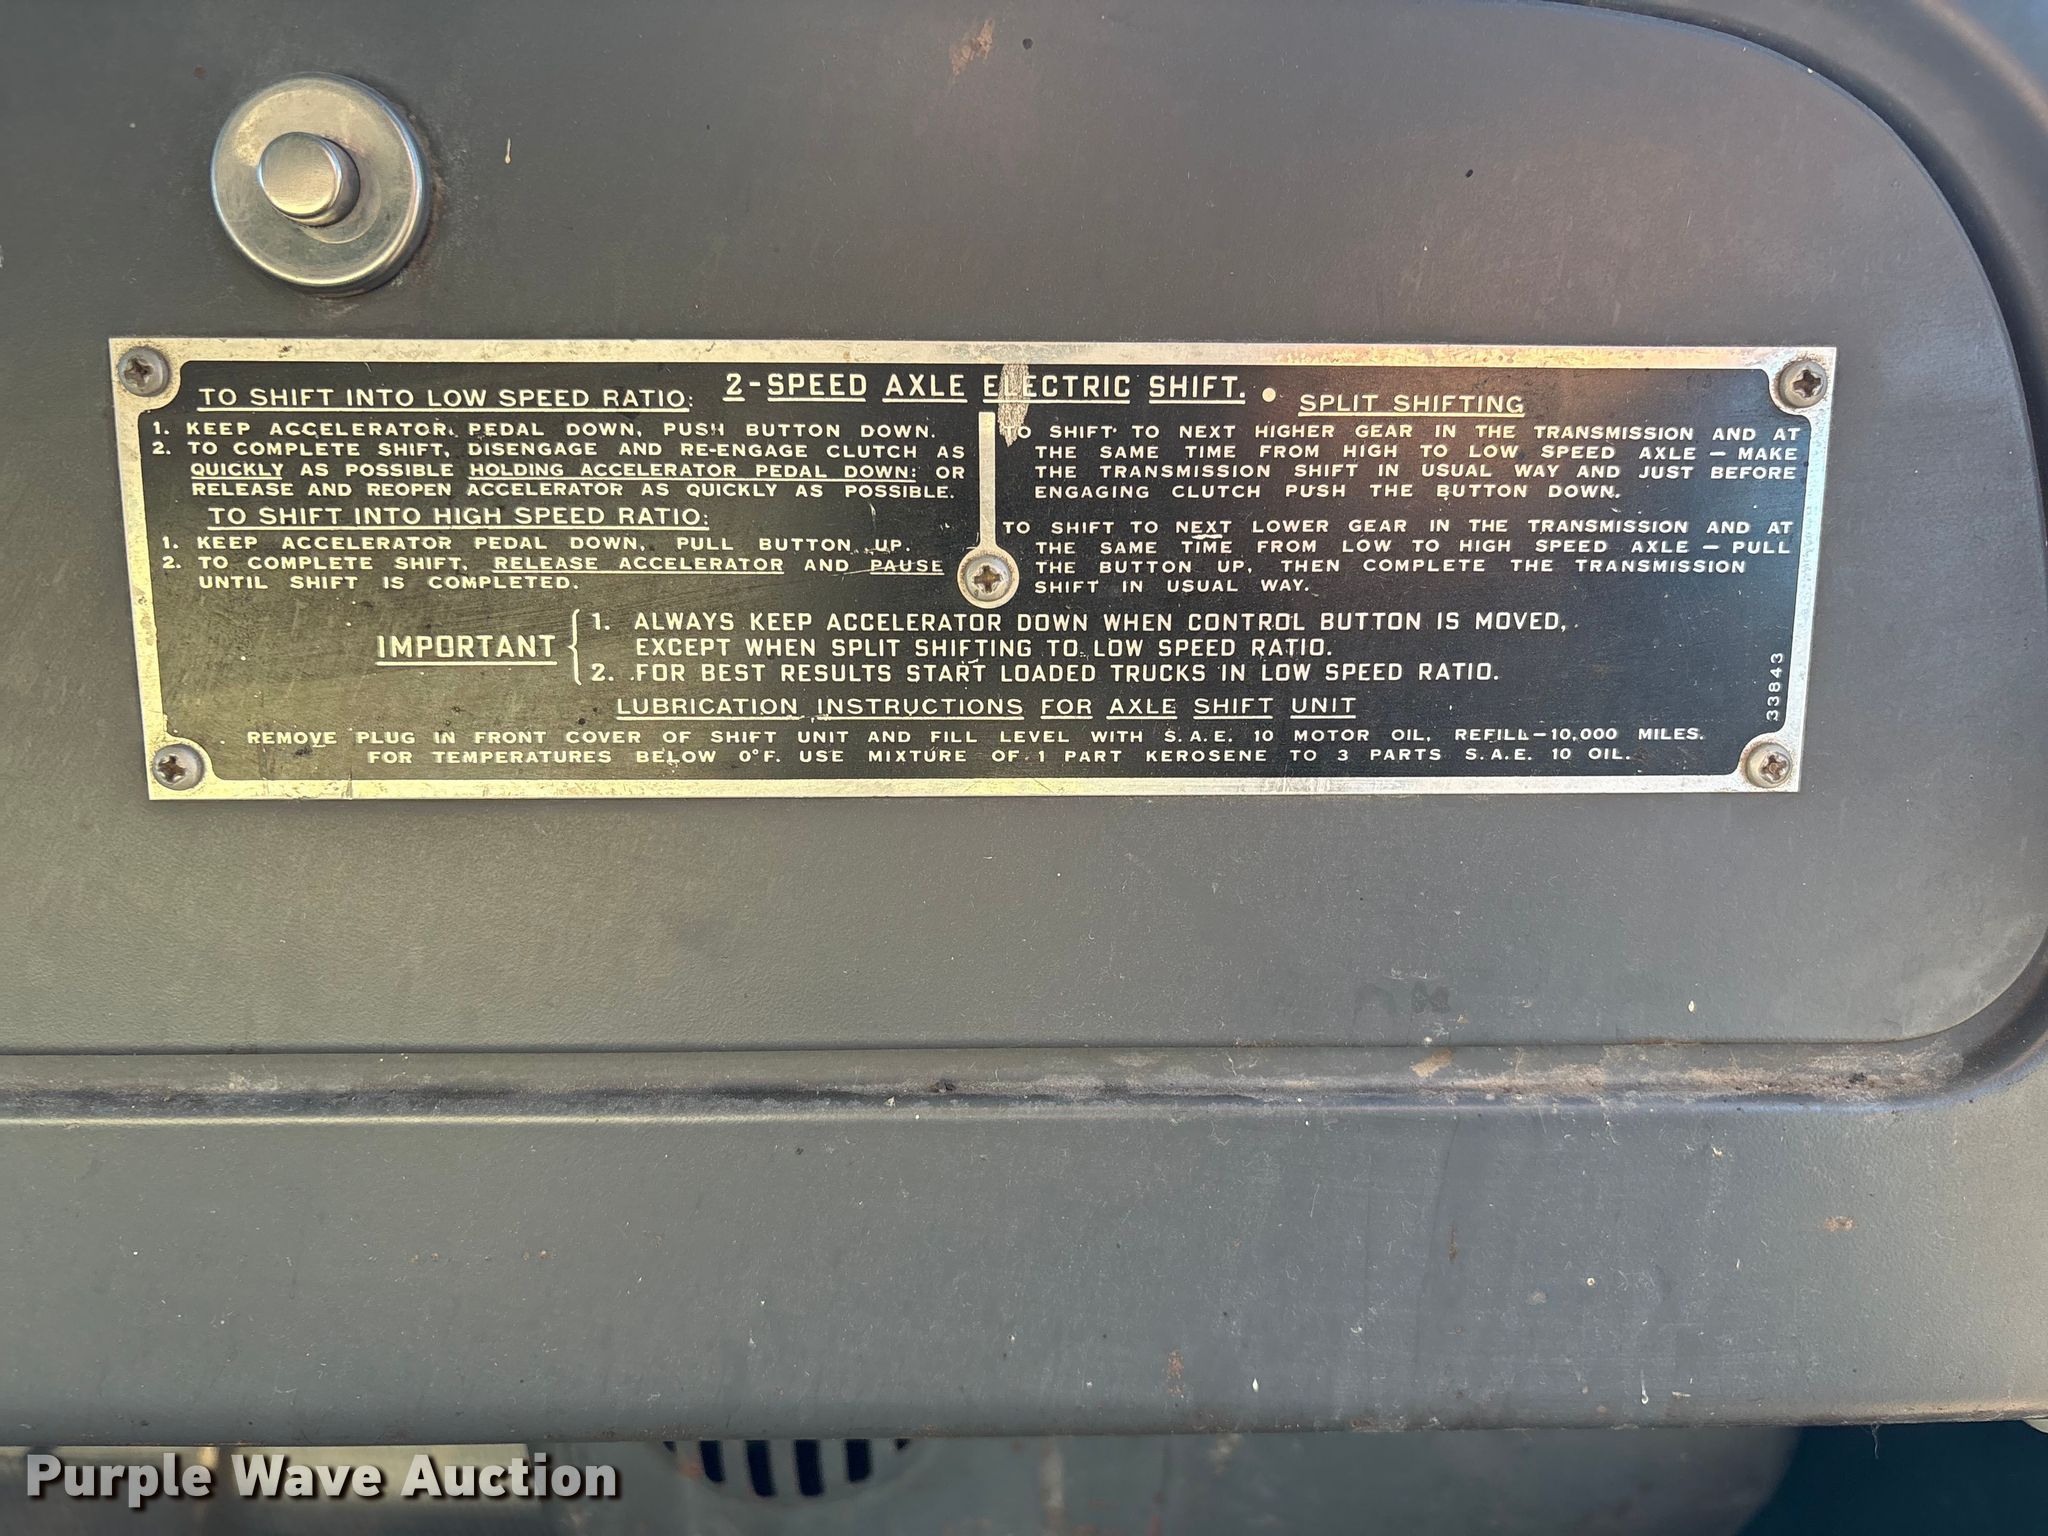 2-SPEED AXLE ELECTRIC SHIFT.
TO SHIFT INTO LOW SPEED RATIO:
1. KEEP ACCELERATOR PEDAL DOWN, PUSH BUTTON DOWN.
2. TO COMPLETE SHIFT, DISENGAGE AND RE-ENGAGE CLUTCH AS
QUICKLY AS POSSIBLE HOLDING ACCELERATOR PEDAL DOWN: OR
RELEASE AND REOPEN ACCELERATOR AS QUICKLY AS POSSIBLE.
TO SHIFT INTO HIGH SPEED RATIO:
1. KEEP ACCELERATOR PEDAL DOWN, PULL BUTTON UP.
2. TO COMPLETE SHIFT, RELEASE ACCELERATOR AND PAUSE
UNTIL SHIFT IS COMPLETED.
SPLIT SHIFTING
TO SHIFT TO NEXT HIGHER GEAR IN THE TRANSMISSION AND AT
THE SAME TIME FROM HIGH TO LOW SPEED AXLE – MAKE
THE TRANSMISSION SHIFT IN USUAL WAY AND JUST BEFORE
ENGAGING CLUTCH PUSH THE BUTTON DOWN.
TO SHIFT TO NEXT LOWER GEAR IN THE TRANSMISSION AND AT
THE SAME TIME FROM LOW TO HIGH SPEED AXLE – PULL
THE BUTTON UP, THEN COMPLETE THE TRANSMISSION
SHIFT IN USUAL WAY.
IMPORTANT
1. ALWAYS KEEP ACCELERATOR DOWN WHEN CONTROL BUTTON IS MOVED,
EXCEPT WHEN SPLIT SHIFTING TO LOW SPEED RATIO.
2. FOR BEST RESULTS START LOADED TRUCKS IN LOW SPEED RATIO.
33843
LUBRICATION INSTRUCTIONS FOR AXLE SHIFT UNIT
REMOVE PLUG IN FRONT COVER OF SHIFT UNIT AND FILL LEVEL WITH S.A.E. 10 MOTOR OIL. REFILL–10,000 MILES.
FOR TEMPERATURES BELOW 0°F. USE MIXTURE OF 1 PART KEROSENE TO 3 PARTS S.A.E. 10 OIL.
Purple Wave Auction